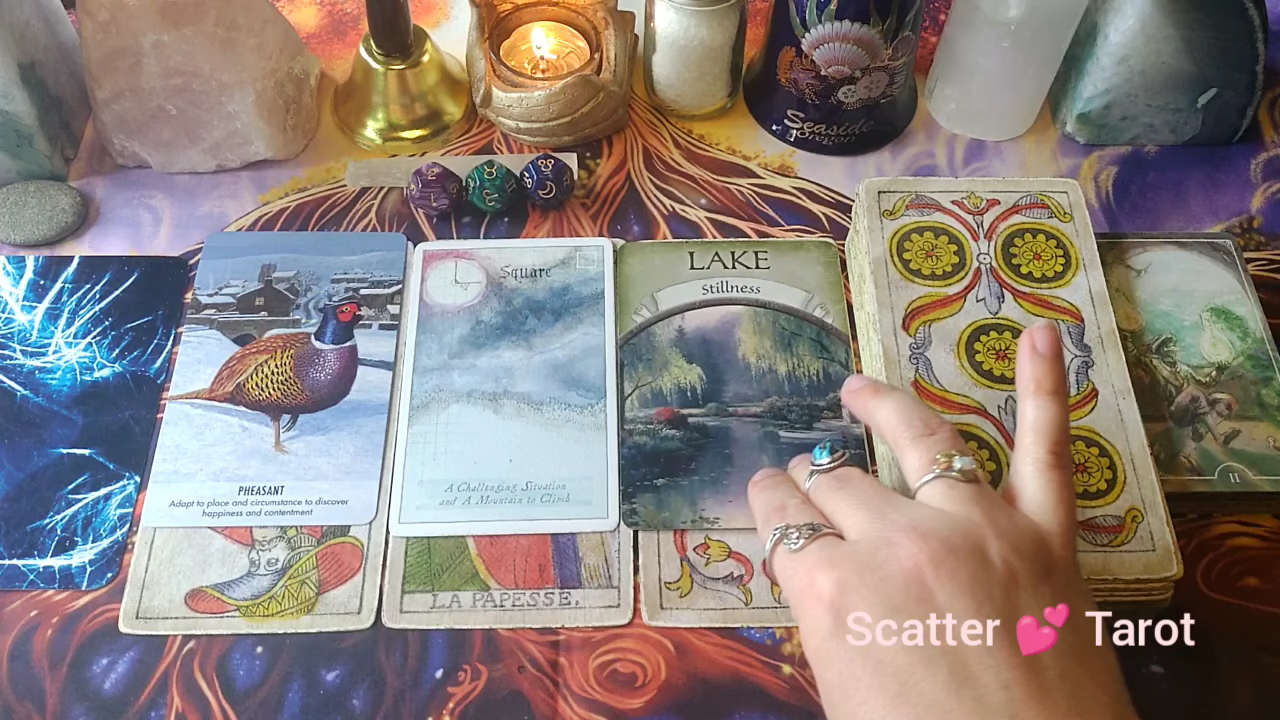 Seaside
Oregon
Square
LAKE
Stillness
A Challenging Situation
and A Mountain to Climb
PHEASANT
Adapt to place and circumstance to discover
happiness and contentment
II
LA PAPESSE.
Scatter 💕 Tarot